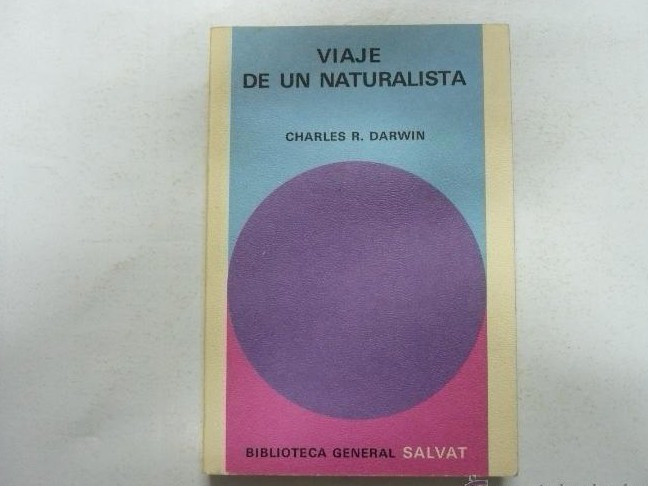 VIAJE
DE UN NATURALISTA
CHARLES R. DARWIN
BIBLIOTECA GENERAL SALVAT